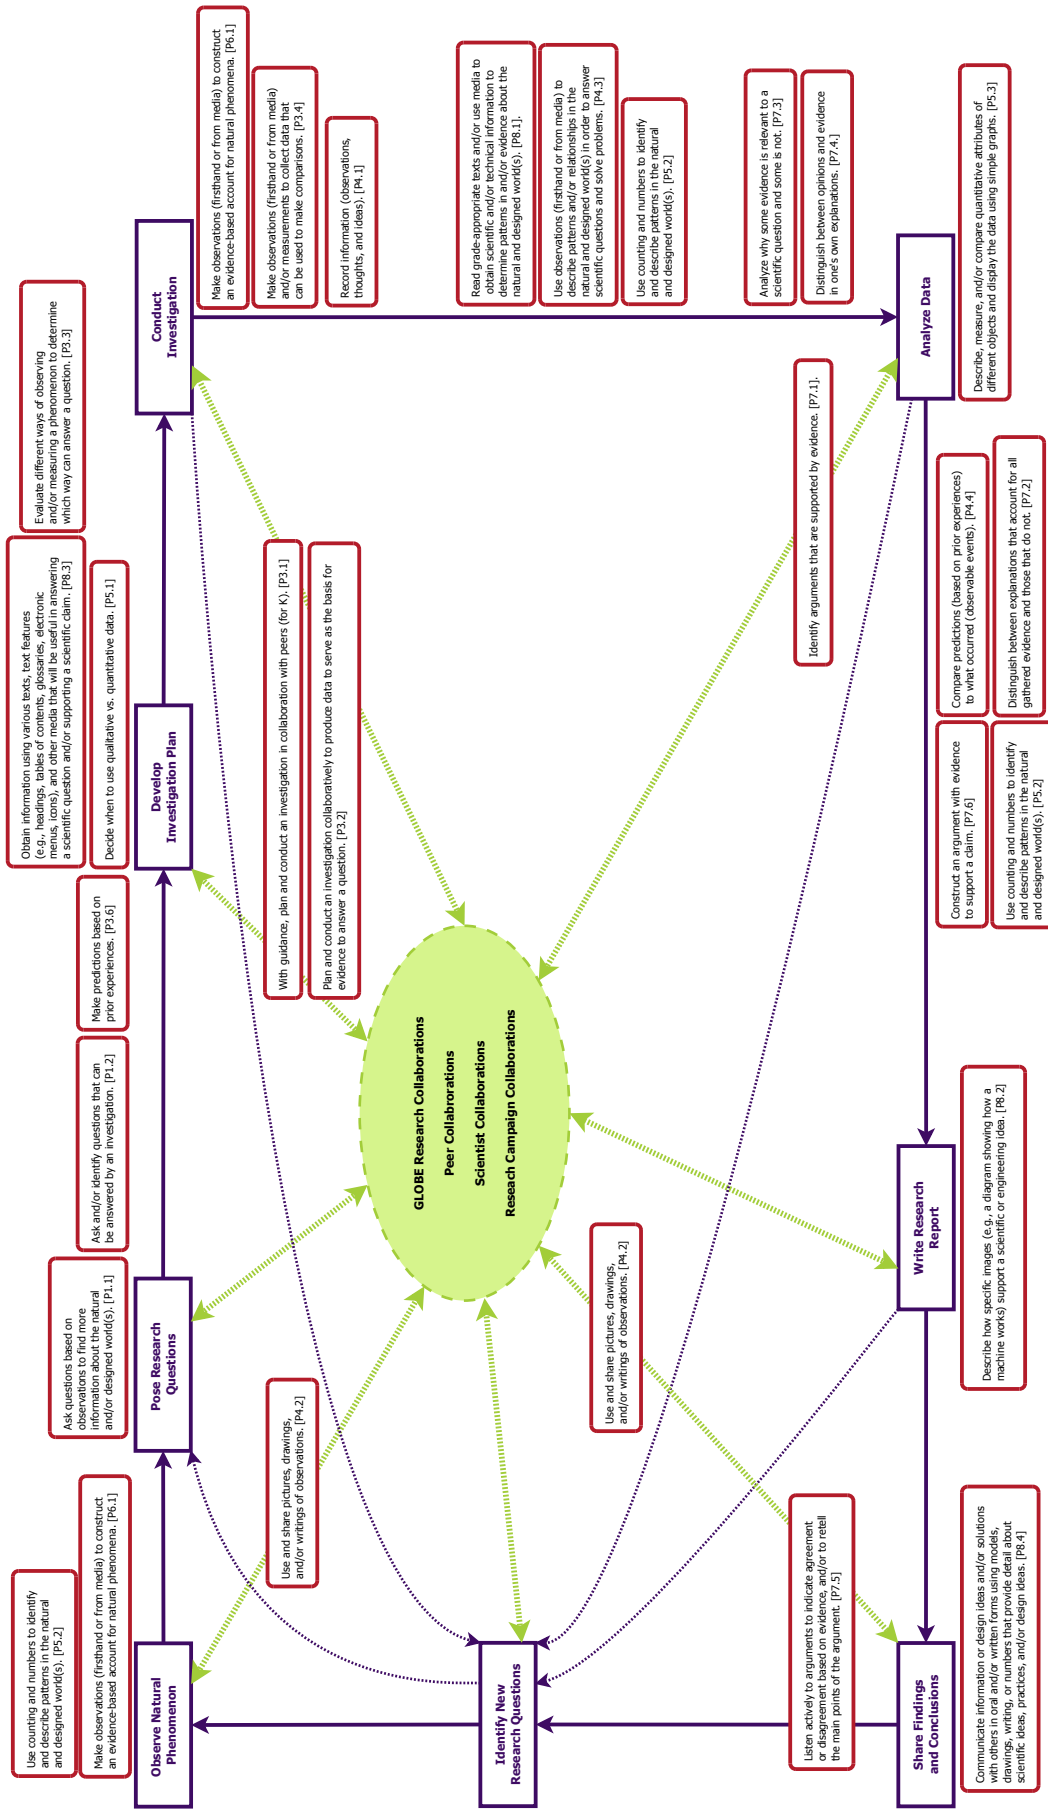 Use counting and numbers to identify
and describe patterns in the natural
and designed world(s). [P5.2]
Make observations (firsthand or from media) to construct
an evidence-based account for natural phenomena. [P6.1]
Observe Natural
Phenomenon
Ask questions based on
observations to find more
information about the natural
and/or designed world(s). [P1.1]
Pose Research
Questions
Ask and/or identify questions that can
be answered by an investigation. [P1.2]
Make predictions based on
prior experiences. [P3.6]
Obtain information using various texts, text features
(e.g., headings, tables of contents, glossaries, electronic
menus, icons), and other media that will be useful in answering
a scientific question and/or supporting a scientific claim. [P8.3]
Decide when to use qualitative vs. quantitative data. [P5.1]
Develop
Investigation Plan
Evaluate different ways of observing
and/or measuring a phenomenon to determine
which way can answer a question. [P3.3]
Conduct
Investigation
Make observations (firsthand or from media) to construct
an evidence-based account for natural phenomena. [P6.1]
Make observations (firsthand or from media)
and/or measurements to collect data that
can be used to make comparisons. [P3.4]
Record information (observations,
thoughts, and ideas). [P4.1]
Use and share pictures, drawings,
and/or writings of observations. [P4.2]
With guidance, plan and conduct an investigation in collaboration with peers (for K). [P3.1]
Plan and conduct an investigation collaboratively to produce data to serve as the basis for
evidence to answer a question. [P3.2]
GLOBE Research Collaborations
Peer Collabrorations
Scientist Collaborations
Reseach Campaign Collaborations
Read grade-appropriate texts and/or use media to
obtain scientific and/or technical information to
determine patterns in and/or evidence about the
natural and designed world(s). [P8.1].
Use observations (firsthand or from media) to
describe patterns and/or relationships in the
natural and designed world(s) in order to answer
scientific questions and solve problems. [P4.3]
Use counting and numbers to identify
and describe patterns in the natural
and designed world(s). [P5.2]
Identify New
Research Questions
Use and share pictures, drawings,
and/or writings of observations. [P4.2]
Analyze why some evidence is relevant to a
scientific question and some is not. [P7.3]
Distinguish between opinions and evidence
in one's own explanations. [P7.4.]
Listen actively to arguments to indicate agreement
or disagreement based on evidence, and/or to retell
the main points of the argument. [P7.5]
Identify arguments that are supported by evidence. [P7.1].
Share Findings
and Conclusions
Write Research
Report
Analyze Data
Communicate information or design ideas and/or solutions
with others in oral and/or written forms using models,
drawings, writing, or numbers that provide detail about
scientific ideas, practices, and/or design ideas. [P8.4]
Describe how specific images (e.g., a diagram showing how a
machine works) support a scientific or engineering idea. [P8.2]
Construct an argument with evidence
to support a claim. [P7.6]
Use counting and numbers to identify
and describe patterns in the natural
and designed world(s). [P5.2]
Compare predictions (based on prior experiences)
to what occurred (observable events). [P4.4]
Distinguish between explanations that account for all
gathered evidence and those that do not. [P7.2]
Describe, measure, and/or compare quantitative attributes of
different objects and display the data using simple graphs. [P5.3]